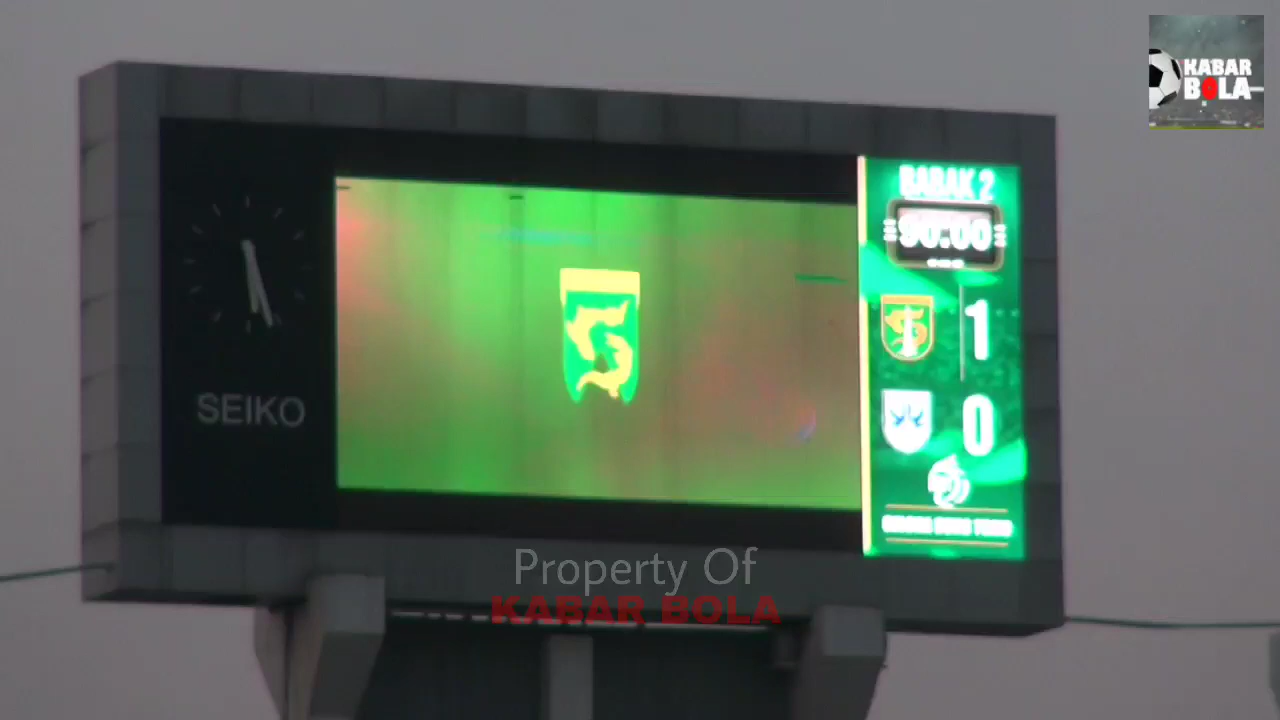 KABAR
BOLA
BABAK 2
90:00
1
SEIKO
0
Property Of
KABAR BOLA